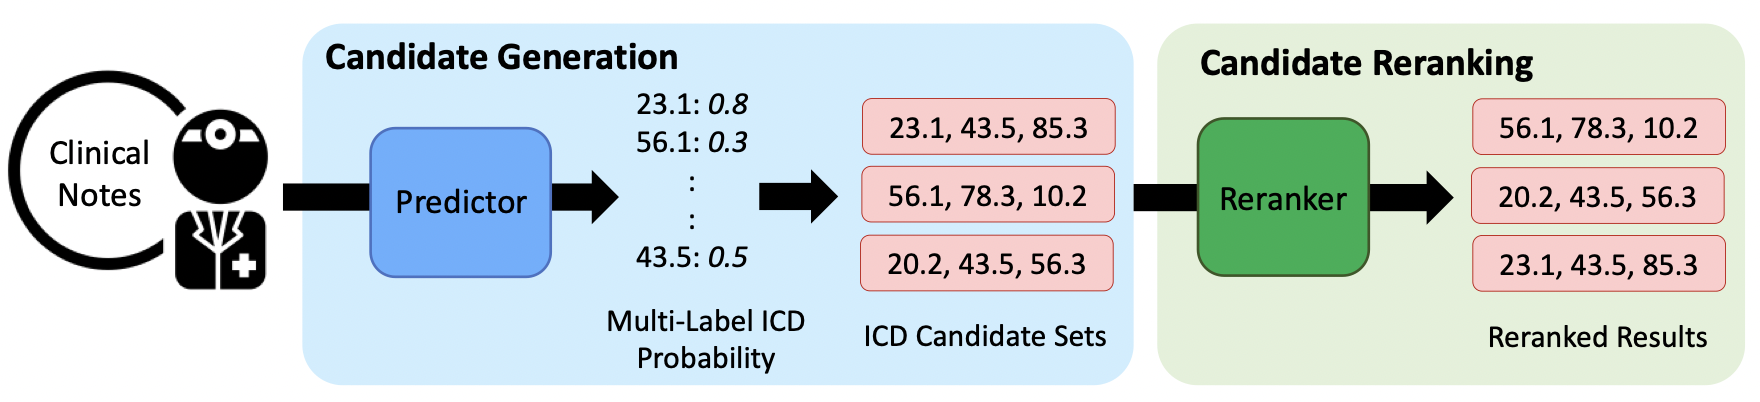 Clinical
Notes
Candidate Generation
Predictor
23.1: 0.8
56.1: 0.3
:
:
43.5: 0.5
Multi-Label ICD
Probability
23.1, 43.5, 85.3
56.1, 78.3, 10.2
20.2, 43.5, 56.3
ICD Candidate Sets
Candidate Reranking
Reranker
56.1, 78.3, 10.2
20.2, 43.5, 56.3
23.1, 43.5, 85.3
Reranked Results